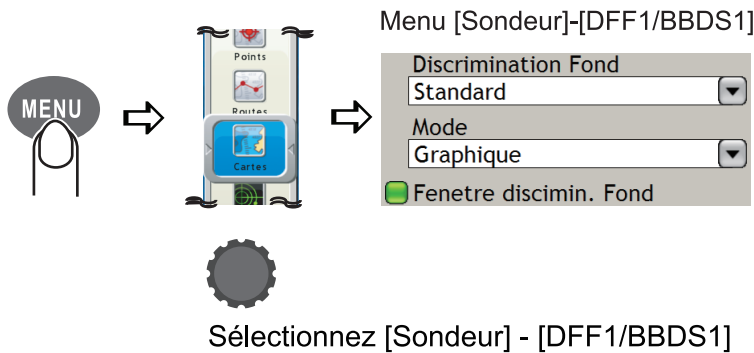 Menu [Sondeur]-[DFF1/BBDS1]
MENU
Points
Routes
Cartes
Discrimination Fond
Standard
Mode
Graphique
Fenetre discimin. Fond
Sélectionnez [Sondeur] - [DFF1/BBDS1]